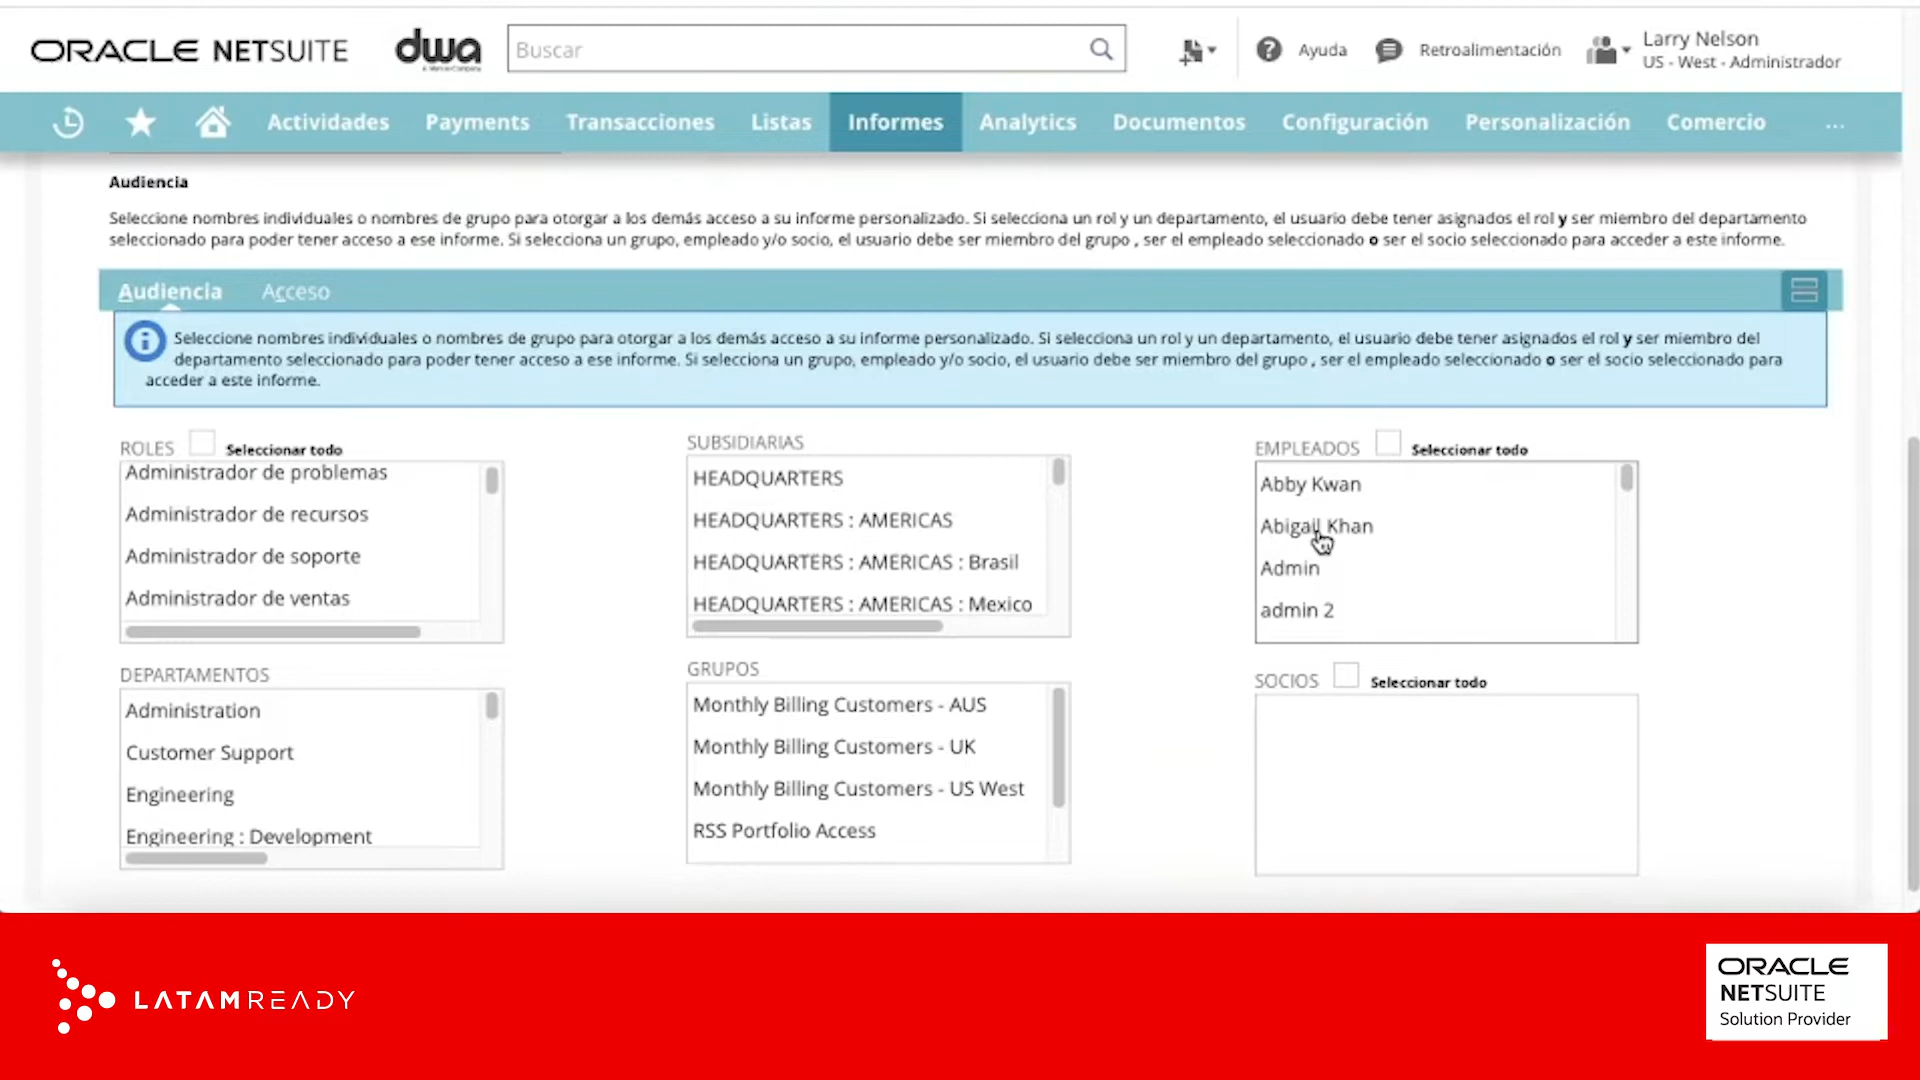 ORACLE NETSUITE
dwa
Buscar
Ayuda
Retroalimentación
Larry Nelson
US - West - Administrador
Actividades
Payments
Transacciones
Listas
Informes
Analytics
Documentos
Configuración
Personalización
Comercio
...
Audiencia
Seleccione nombres individuales o nombres de grupo para otorgar a los demás acceso a su informe personalizado. Si selecciona un rol y un departamento, el usuario debe tener asignados el rol y ser miembro del departamento
seleccionado para poder tener acceso a ese informe. Si selecciona un grupo, empleado y/o socio, el usuario debe ser miembro del grupo , ser el empleado seleccionado o ser el socio seleccionado para acceder a este informe.
Audiencia
Acceso
Seleccione nombres individuales o nombres de grupo para otorgar a los demás acceso a su informe personalizado. Si selecciona un rol y un departamento, el usuario debe tener asignados el rol y ser miembro del
departamento seleccionado para poder tener acceso a ese informe. Si selecciona un grupo, empleado y/o socio, el usuario debe ser miembro del grupo , ser el empleado seleccionado o ser el socio seleccionado para
acceder a este informe.
ROLES
Seleccionar todo
Administrador de problemas
Administrador de recursos
Administrador de soporte
Administrador de ventas
SUBSIDIARIAS
HEADQUARTERS
HEADQUARTERS : AMERICAS
HEADQUARTERS : AMERICAS : Brasil
HEADQUARTERS : AMERICAS : Mexico
EMPLEADOS
Seleccionar todo
Abby Kwan
Abigail Khan
Admin
admin 2
DEPARTAMENTOS
Administration
Customer Support
Engineering
Engineering : Development
GRUPOS
Monthly Billing Customers - AUS
Monthly Billing Customers - UK
Monthly Billing Customers - US West
RSS Portfolio Access
SOCIOS
Seleccionar todo
LATAMREADY
ORACLE
NETSUITE
Solution Provider